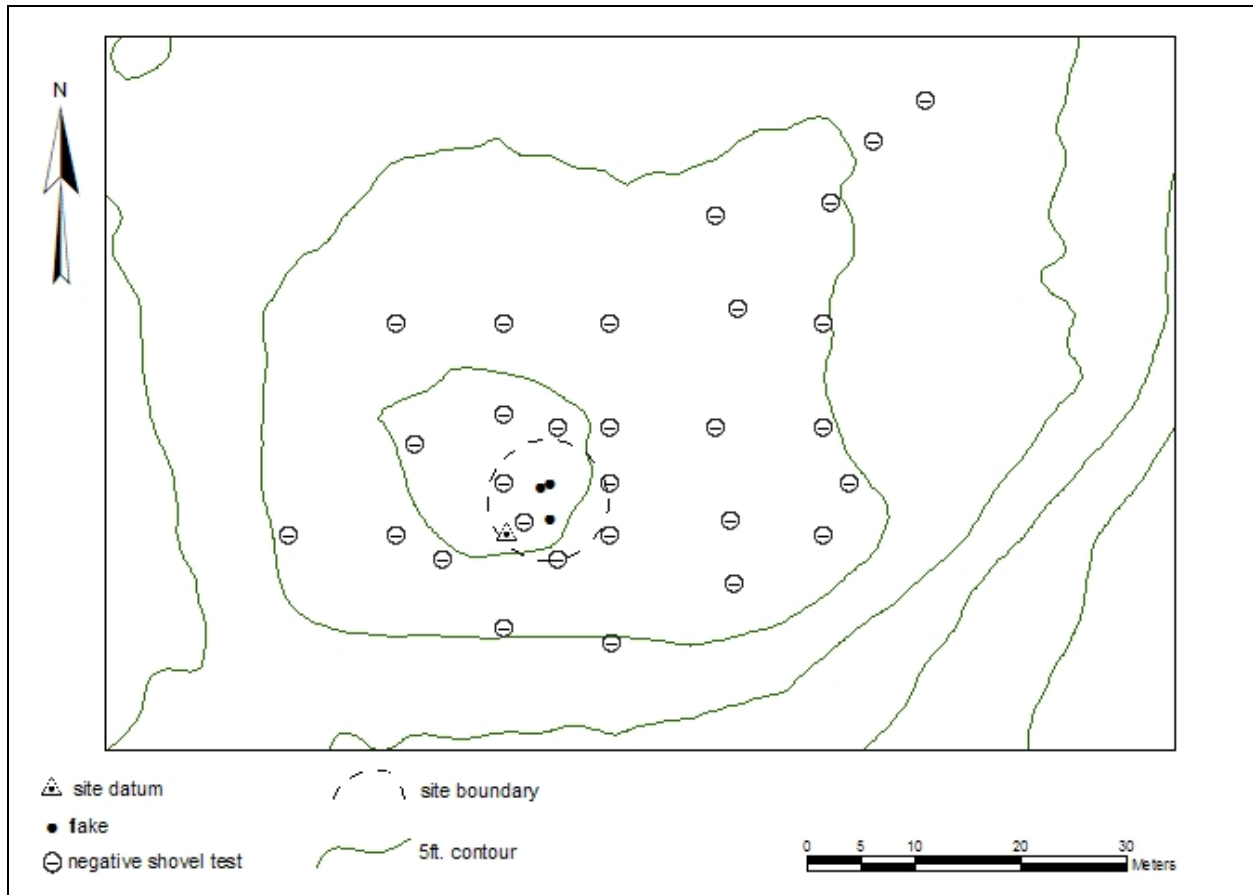 N
site datum
fake
negative shovel test
site boundary
5ft. contour
0 5 10 20 30
Meters